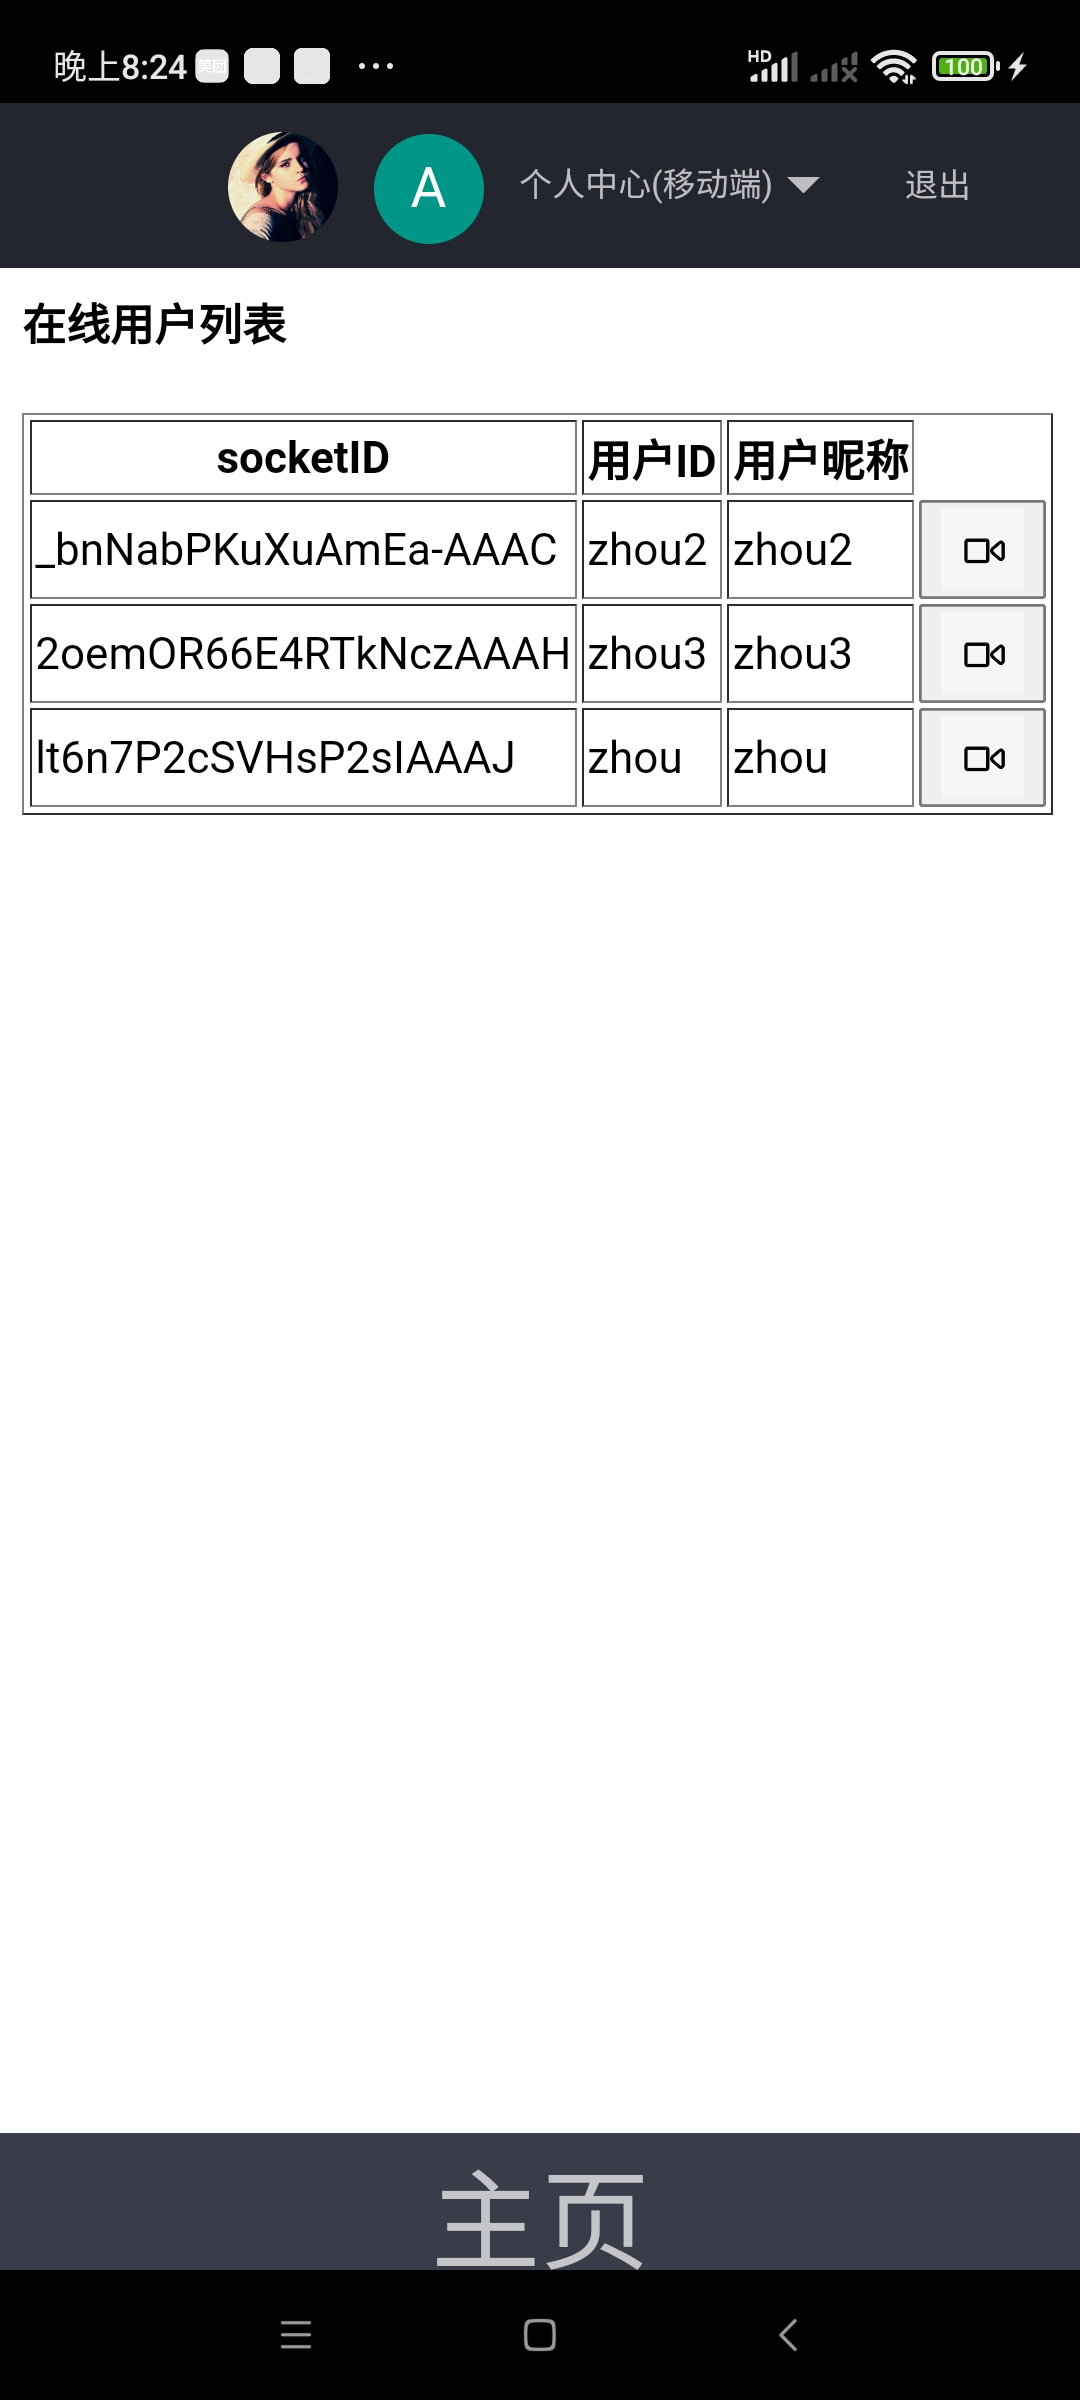 晚上8:24 美团 ··· HD 100
A 个人中心(移动端) 退出
在线用户列表
socketID 用户ID 用户昵称
_bnNabPKuXuAmEa-AAAC zhou2 zhou2
2oemOR66E4RTkNczAAAH zhou3 zhou3
lt6n7P2cSVHsP2sIAAAJ zhou zhou
主页